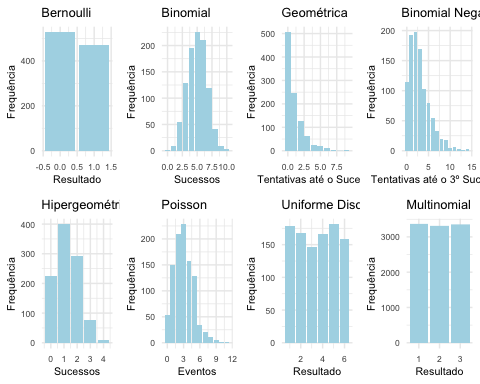 Bernoulli
Binomial
Geométrica
Binomial Nega
Frequência
400
200
0
-0.5 0.0 0.5 1.0 1.5
Resultado
Frequência
200
150
100
50
0
0.0 2.5 5.0 7.5 10.0
Sucessos
Frequência
500
400
300
200
100
0
0.0 2.5 5.0 7.5
Tentativas até o Suce
Frequência
200
150
100
50
0
0 5 10 15
Tentativas até o 3º Suc
Hipergeométri
Poisson
Uniforme Disc
Multinomial
Frequência
400
300
200
100
0
0 1 2 3 4
Sucessos
Frequência
200
150
100
50
0
0 3 6 9 12
Eventos
Frequência
150
100
50
0
2 4 6
Resultado
Frequência
3000
2000
1000
0
1 2 3
Resultado